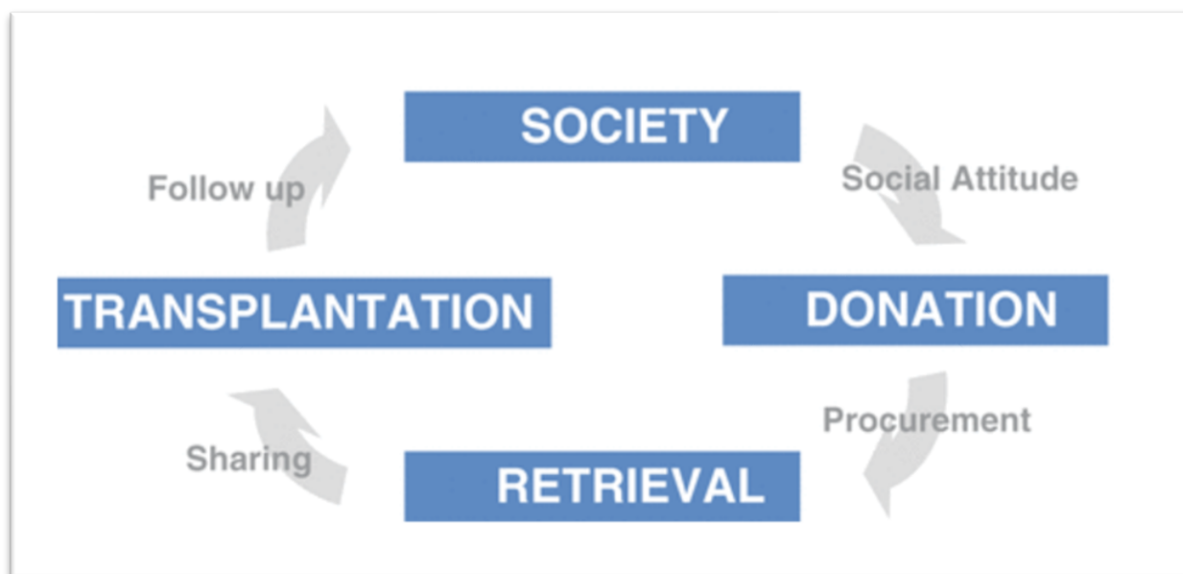 SOCIETY
Follow up
Social Attitude
TRANSPLANTATION
DONATION
Procurement
Sharing
RETRIEVAL